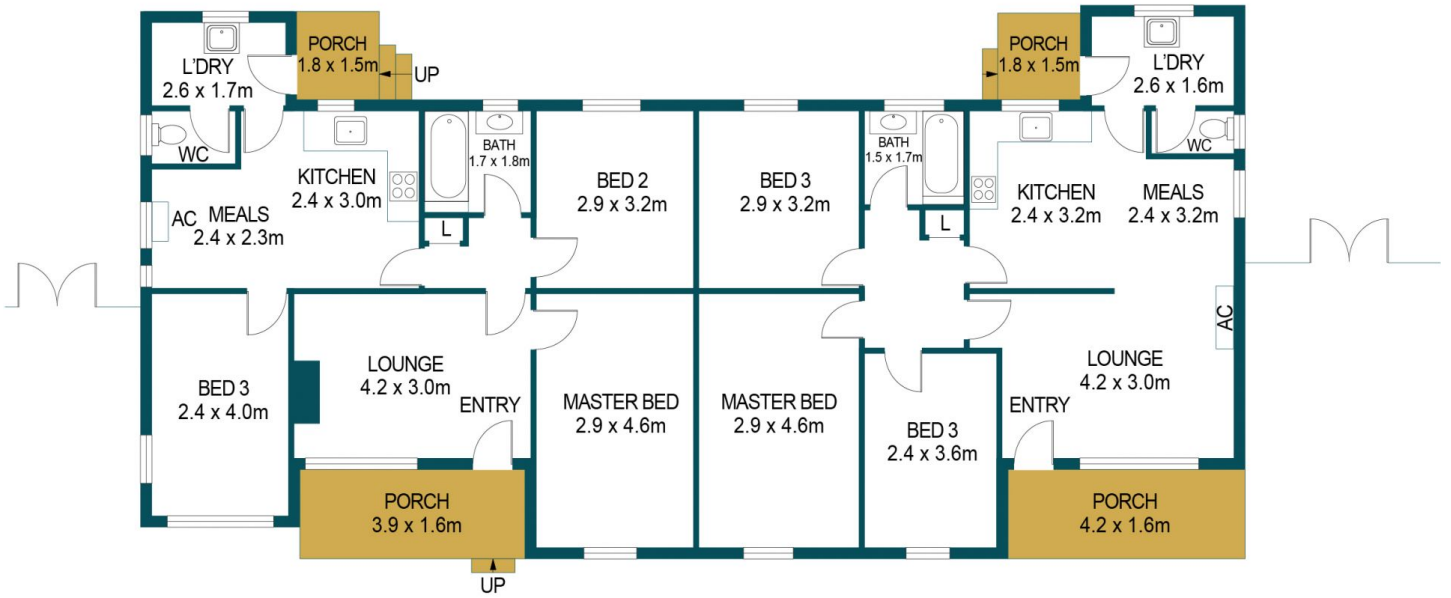 PORCH
1.8 x 1.5m
UP
L'DRY
2.6 x 1.7m
WC
KITCHEN
2.4 x 3.0m
AC
MEALS
2.4 x 2.3m
BATH
1.7 x 1.8m
L
BED 2
2.9 x 3.2m
BED 3
2.4 x 4.0m
LOUNGE
4.2 x 3.0m
ENTRY
MASTER BED
2.9 x 4.6m
PORCH
3.9 x 1.6m
UP
PORCH
1.8 x 1.5m
L'DRY
2.6 x 1.6m
WC
BED 3
2.9 x 3.2m
BATH
1.5 x 1.7m
L
KITCHEN
2.4 x 3.2m
MEALS
2.4 x 3.2m
AC
MASTER BED
2.9 x 4.6m
BED 3
2.4 x 3.6m
LOUNGE
4.2 x 3.0m
ENTRY
PORCH
4.2 x 1.6m